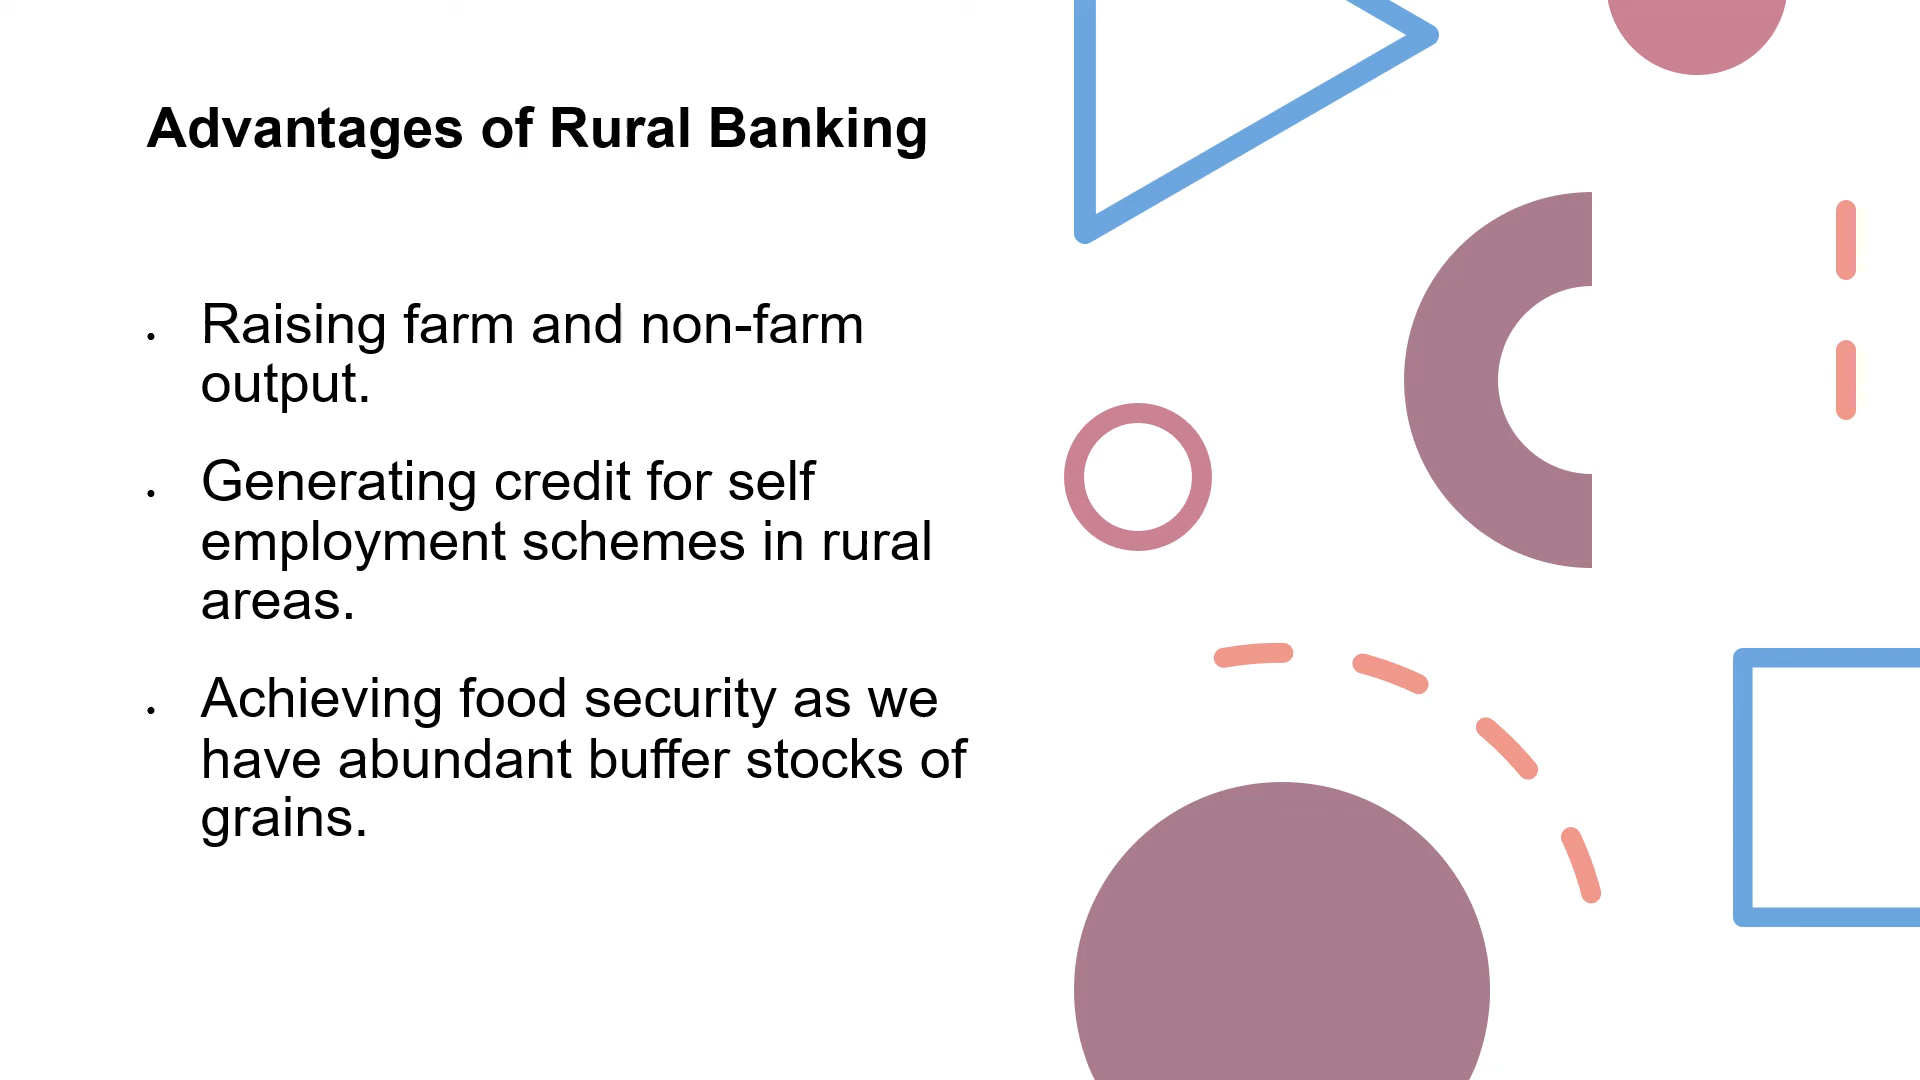 Advantages of Rural Banking
• Raising farm and non-farm
output.
• Generating credit for self
employment schemes in rural
areas.
• Achieving food security as we
have abundant buffer stocks of
grains.